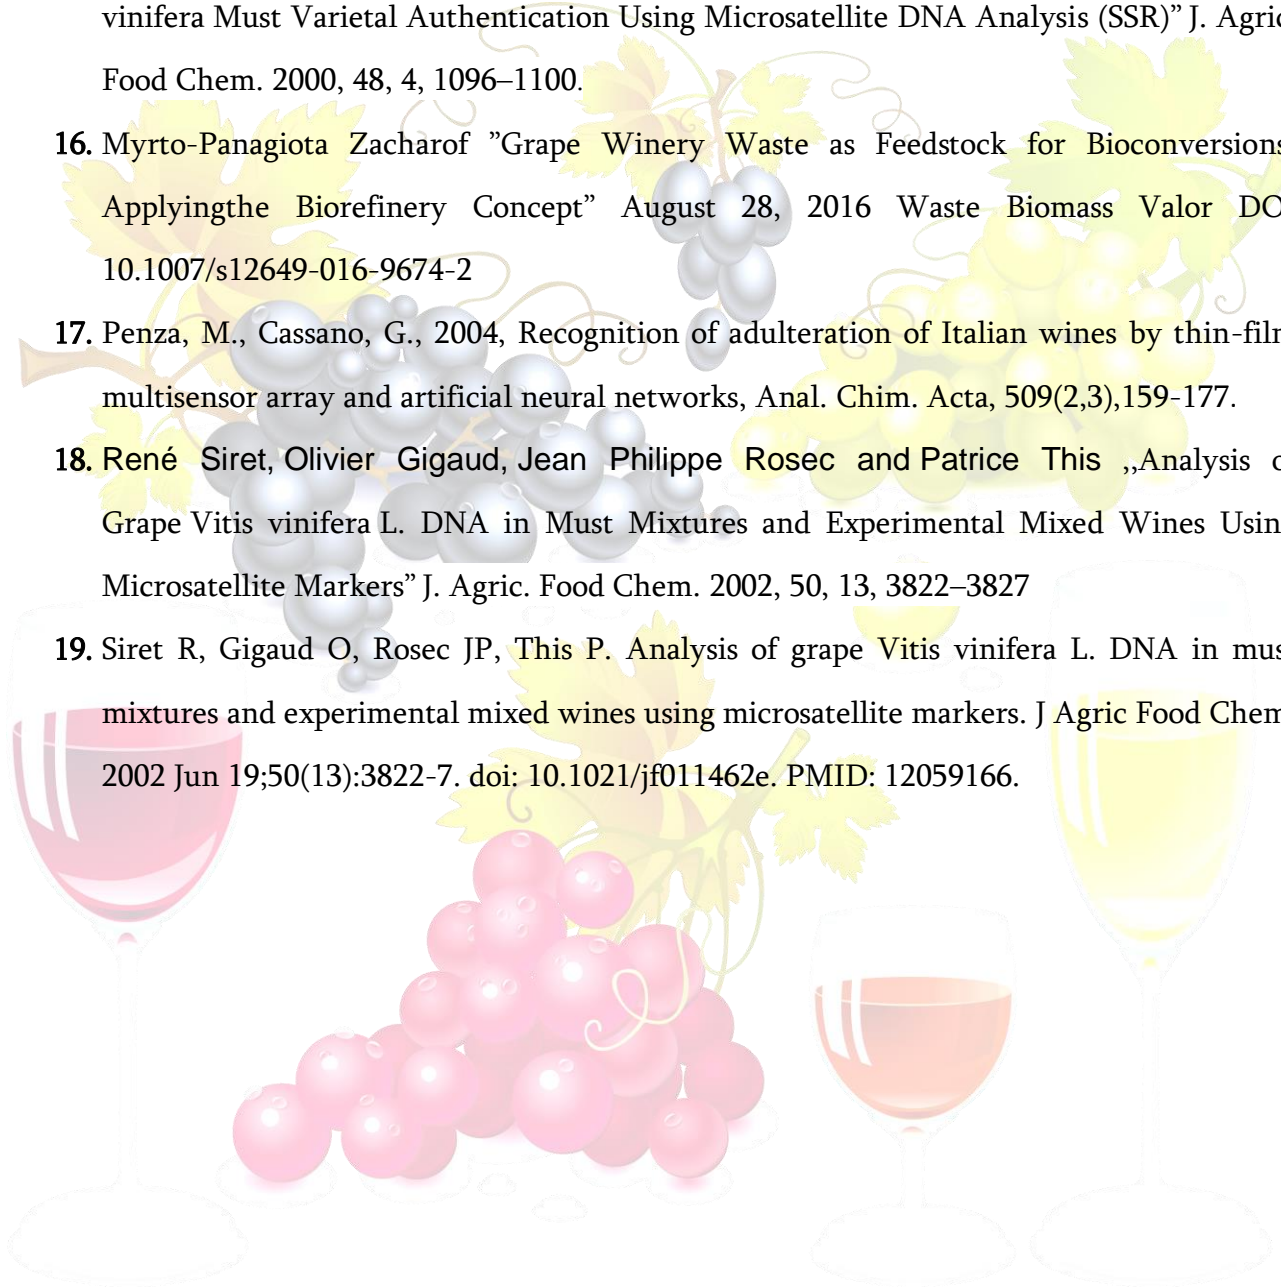 vinifera Must Varietal Authentication Using Microsatellite DNA Analysis (SSR)” J. Agric
Food Chem. 2000, 48, 4, 1096–1100.
16. Myrto-Panagiota Zacharof ”Grape Winery Waste as Feedstock for Bioconversions
Applyingthe Biorefinery Concept” August 28, 2016 Waste Biomass Valor DO
10.1007/s12649-016-9674-2
17. Penza, M., Cassano, G., 2004, Recognition of adulteration of Italian wines by thin-film
multisensor array and artificial neural networks, Anal. Chim. Acta, 509(2,3),159-177.
18. René Siret, Olivier Gigaud, Jean Philippe Rosec and Patrice This ,,Analysis o
Grape Vitis vinifera L. DNA in Must Mixtures and Experimental Mixed Wines Usin
Microsatellite Markers” J. Agric. Food Chem. 2002, 50, 13, 3822–3827
19. Siret R, Gigaud O, Rosec JP, This P. Analysis of grape Vitis vinifera L. DNA in mus
mixtures and experimental mixed wines using microsatellite markers. J Agric Food Chem
2002 Jun 19;50(13):3822-7. doi: 10.1021/jf011462e. PMID: 12059166.